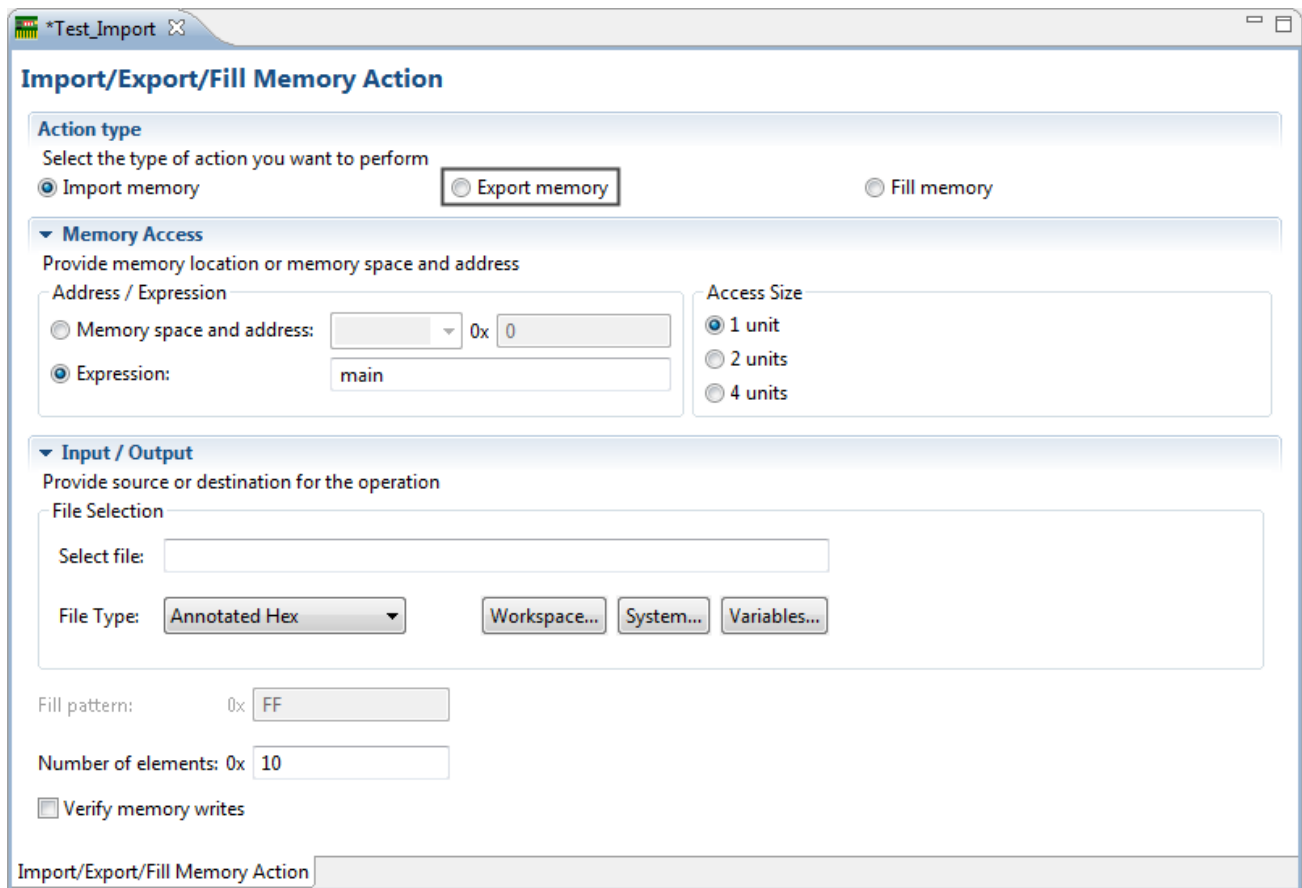 *Test_Import
Import/Export/Fill Memory Action
Action type
Select the type of action you want to perform
Import memory Export memory Fill memory
Memory Access
Provide memory location or memory space and address
Address / Expression Access Size
Memory space and address: 0x 0 1 unit
2 units
Expression: main
4 units
Input / Output
Provide source or destination for the operation
File Selection
Select file:
File Type: Annotated Hex Workspace... System... Variables...
Fill pattern: 0x FF
Number of elements: 0x 10
Verify memory writes
Import/Export/Fill Memory Action